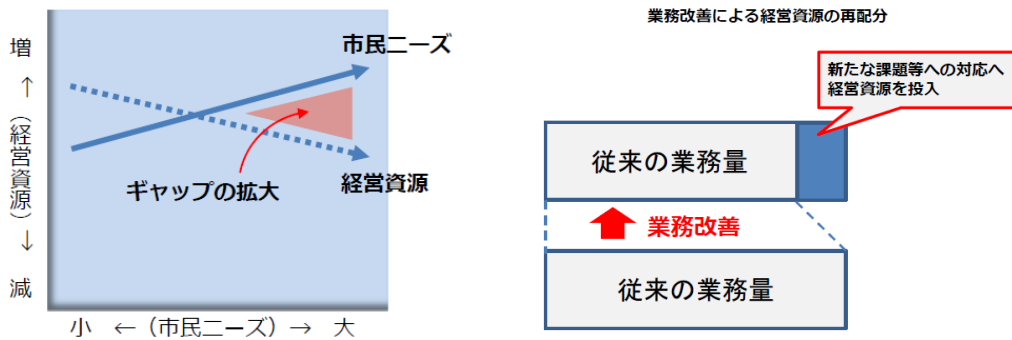 増
↑
（経営資源）
↓
減
市民ニーズ
ギャップの拡大
経営資源
小 ←（市民ニーズ）→ 大
業務改善による経営資源の再配分
新たな課題等への対応へ
経営資源を投入
従来の業務量
業務改善
従来の業務量